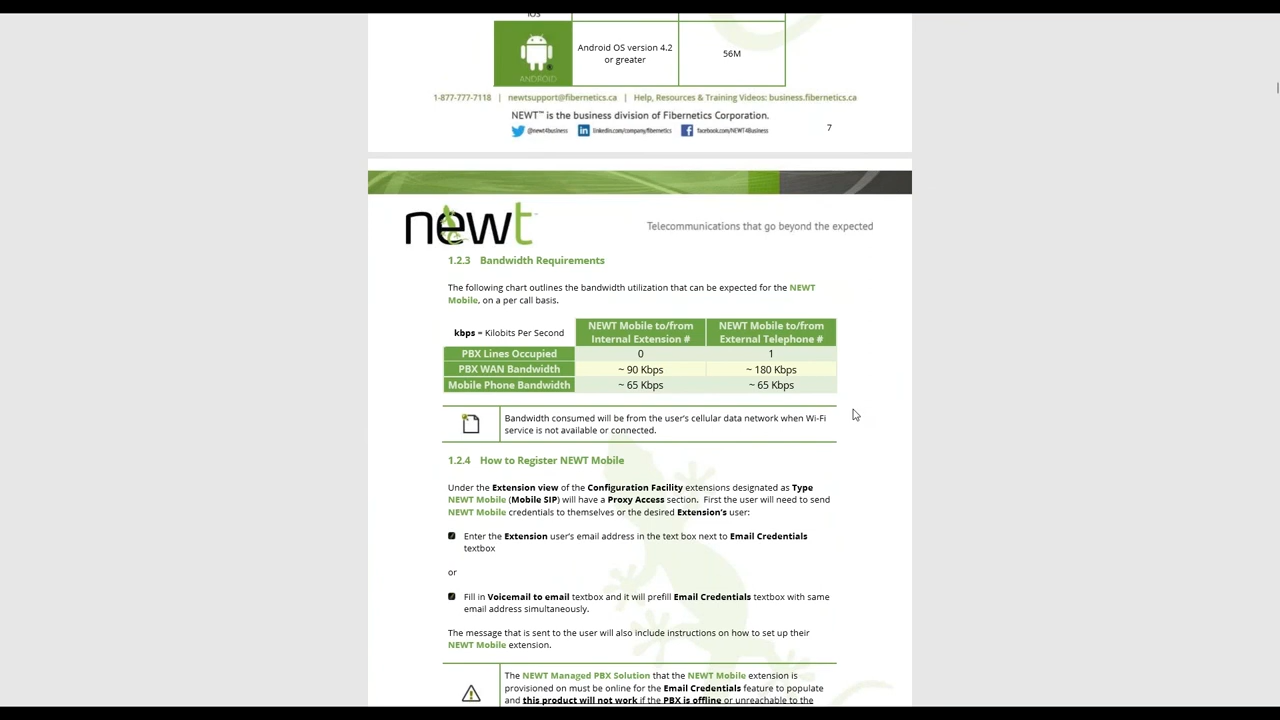 iOS
Android OS version 4.2
or greater
56M
ANDROID
1-877-777-7118 | newtsupport@fibernetics.ca | Help, Resources & Training Videos: business.fibernetics.ca
NEWT™ is the business division of Fibernetics Corporation.
@newt4business linkedin.com/company/fibernetics facebook.com/NEWT4Business
7
newt
Telecommunications that go beyond the expected
1.2.3 Bandwidth Requirements
The following chart outlines the bandwidth utilization that can be expected for the NEWT
Mobile, on a per call basis.
kbps = Kilobits Per Second
NEWT Mobile to/from
Internal Extension #
NEWT Mobile to/from
External Telephone #
PBX Lines Occupied 0 1
PBX WAN Bandwidth ~ 90 Kbps ~ 180 Kbps
Mobile Phone Bandwidth ~ 65 Kbps ~ 65 Kbps
Bandwidth consumed will be from the user's cellular data network when Wi-Fi
service is not available or connected.
1.2.4 How to Register NEWT Mobile
Under the Extension view of the Configuration Facility extensions designated as Type
NEWT Mobile (Mobile SIP) will have a Proxy Access section. First the user will need to send
NEWT Mobile credentials to themselves or the desired Extension's user:
Enter the Extension user's email address in the text box next to Email Credentials
textbox
or
Fill in Voicemail to email textbox and it will prefill Email Credentials textbox with same
email address simultaneously.
The message that is sent to the user will also include instructions on how to set up their
NEWT Mobile extension.
The NEWT Managed PBX Solution that the NEWT Mobile extension is
provisioned on must be online for the Email Credentials feature to populate
and this product will not work if the PBX is offline or unreachable to the